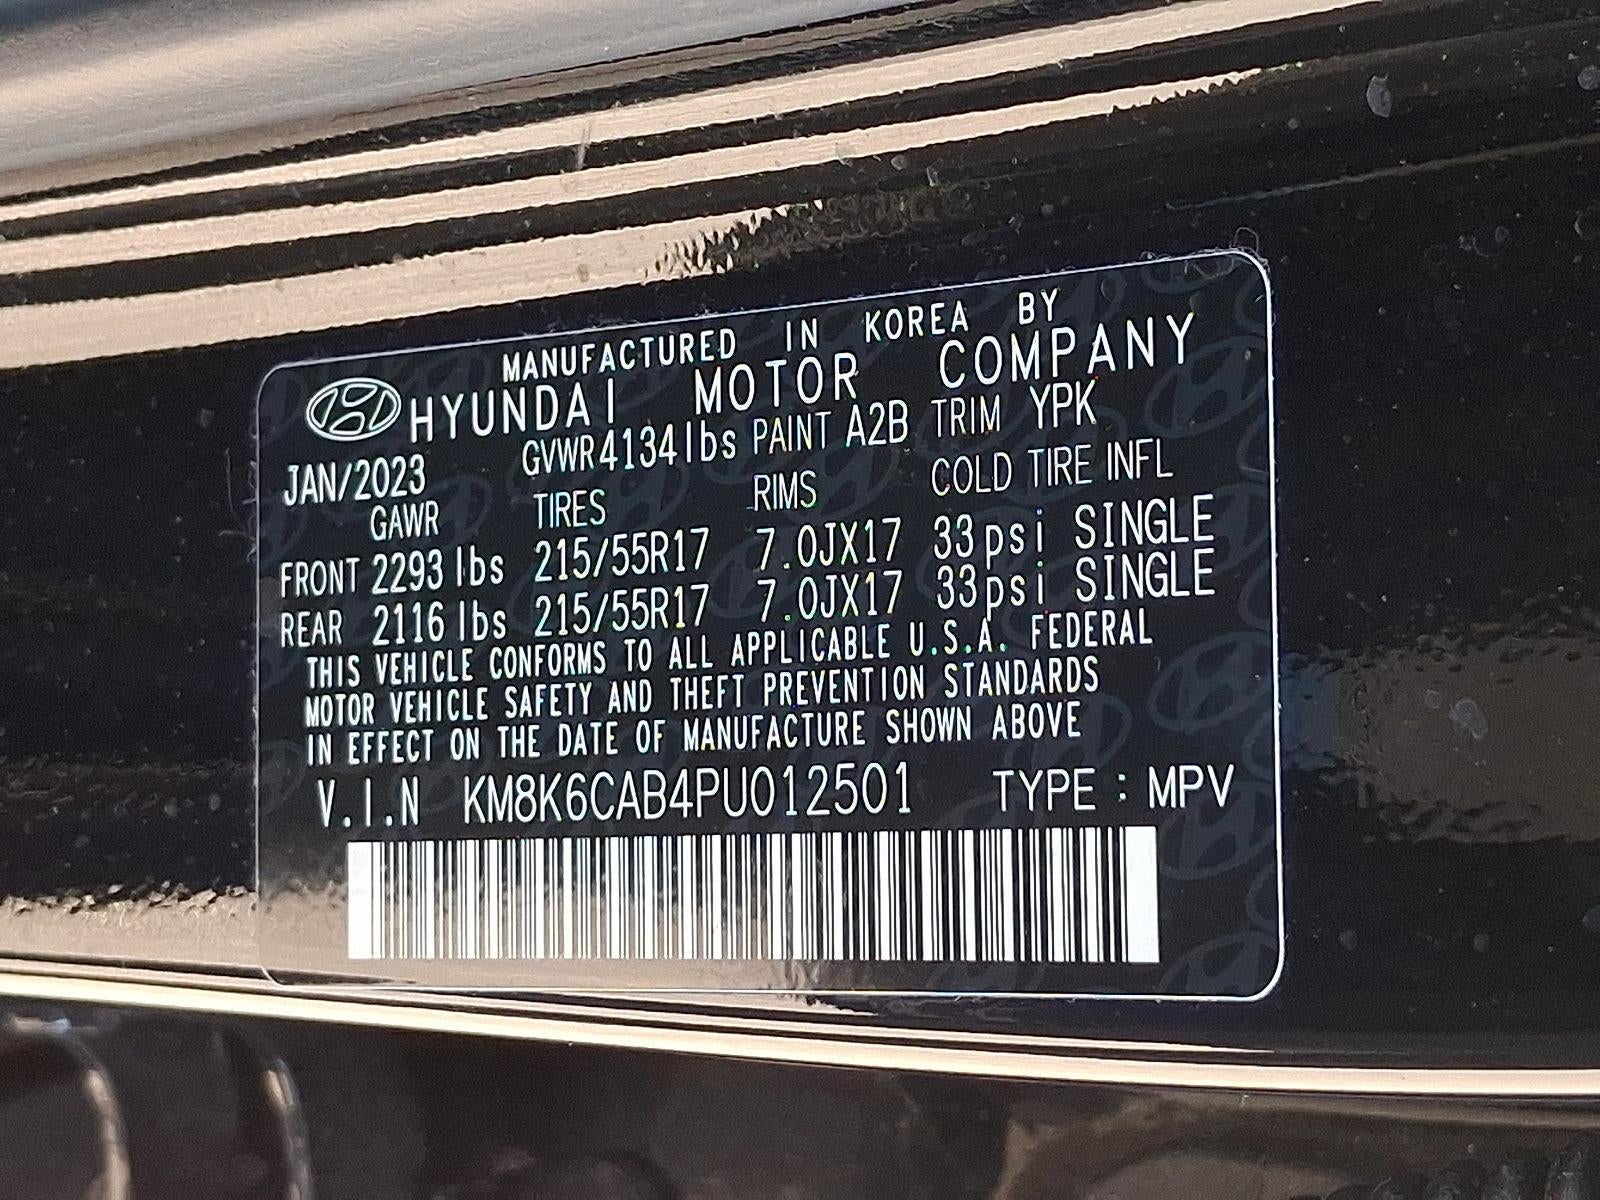 MANUFACTURED IN KOREA BY
HYUNDAI MOTOR COMPANY
JAN/2023 GVWR 4134 lbs PAINT A2B TRIM YPK
GAWR TIRES RIMS COLD TIRE INFL
FRONT 2293 lbs 215/55R17 7.0JX17 33psi SINGLE
REAR 2116 lbs 215/55R17 7.0JX17 33psi SINGLE
THIS VEHICLE CONFORMS TO ALL APPLICABLE U.S.A. FEDERAL
MOTOR VEHICLE SAFETY AND THEFT PREVENTION STANDARDS
IN EFFECT ON THE DATE OF MANUFACTURE SHOWN ABOVE
V.I.N KM8K6CAB4PU012501 TYPE : MPV